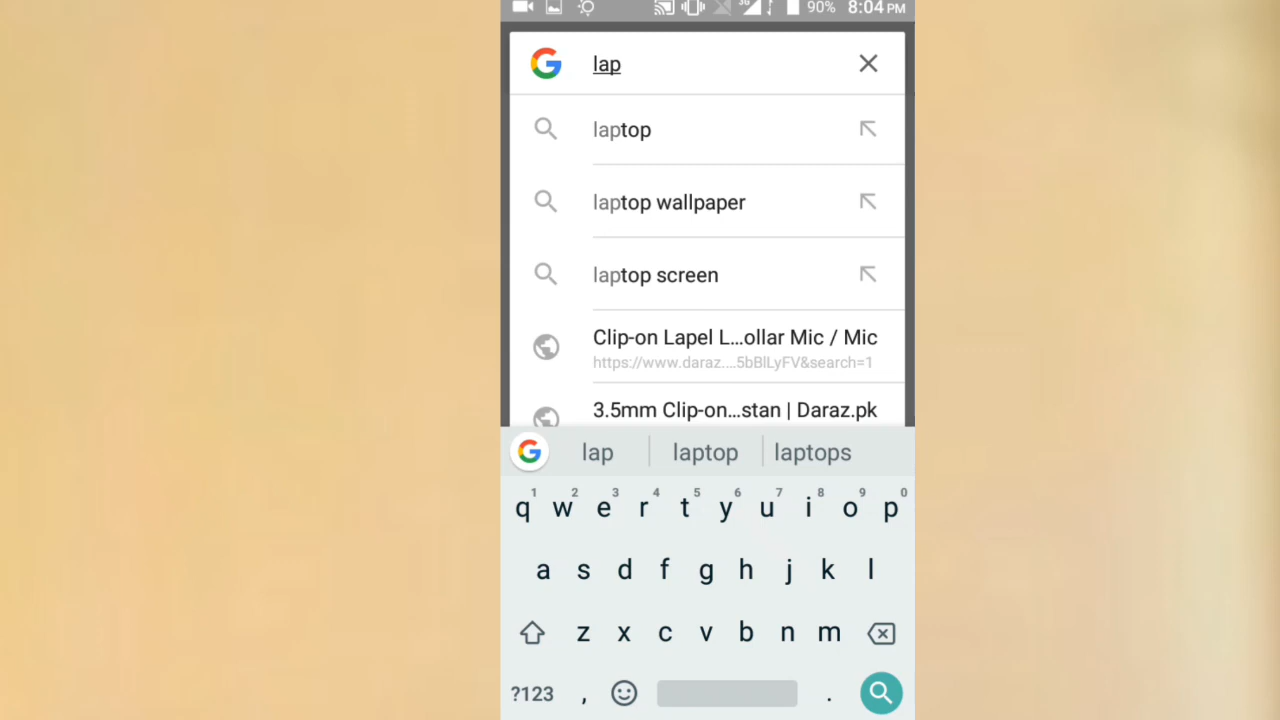 3G 90% 8:04 PM
lap
laptop
laptop wallpaper
laptop screen
Clip-on Lapel L...ollar Mic / Mic
https://www.daraz....5bBlLyFV&search=1
3.5mm Clip-on...stan | Daraz.pk
lap laptop laptops
1 2 3 4 5 6 7 8 9 0
q w e r t y u i o p
a s d f g h j k l
z x c v b n m
?123 , .